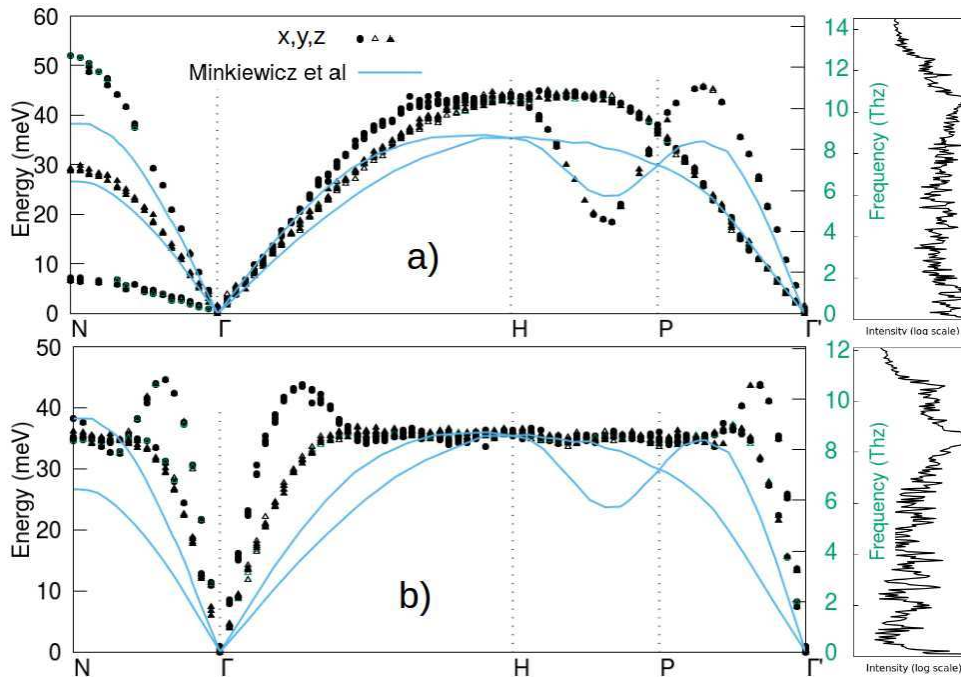 60
50
40
30
20
10
0
Energy (meV)
x,y,z
Minkiewicz et al
a)
N
Γ
H
P
Γ'
14
12
10
8
6
4
2
0
Frequency (Thz)
Intensity (log scale)
50
40
30
20
10
0
Energy (meV)
b)
N
Γ
H
P
Γ'
12
10
8
6
4
2
0
Frequency (Thz)
Intensity (log scale)